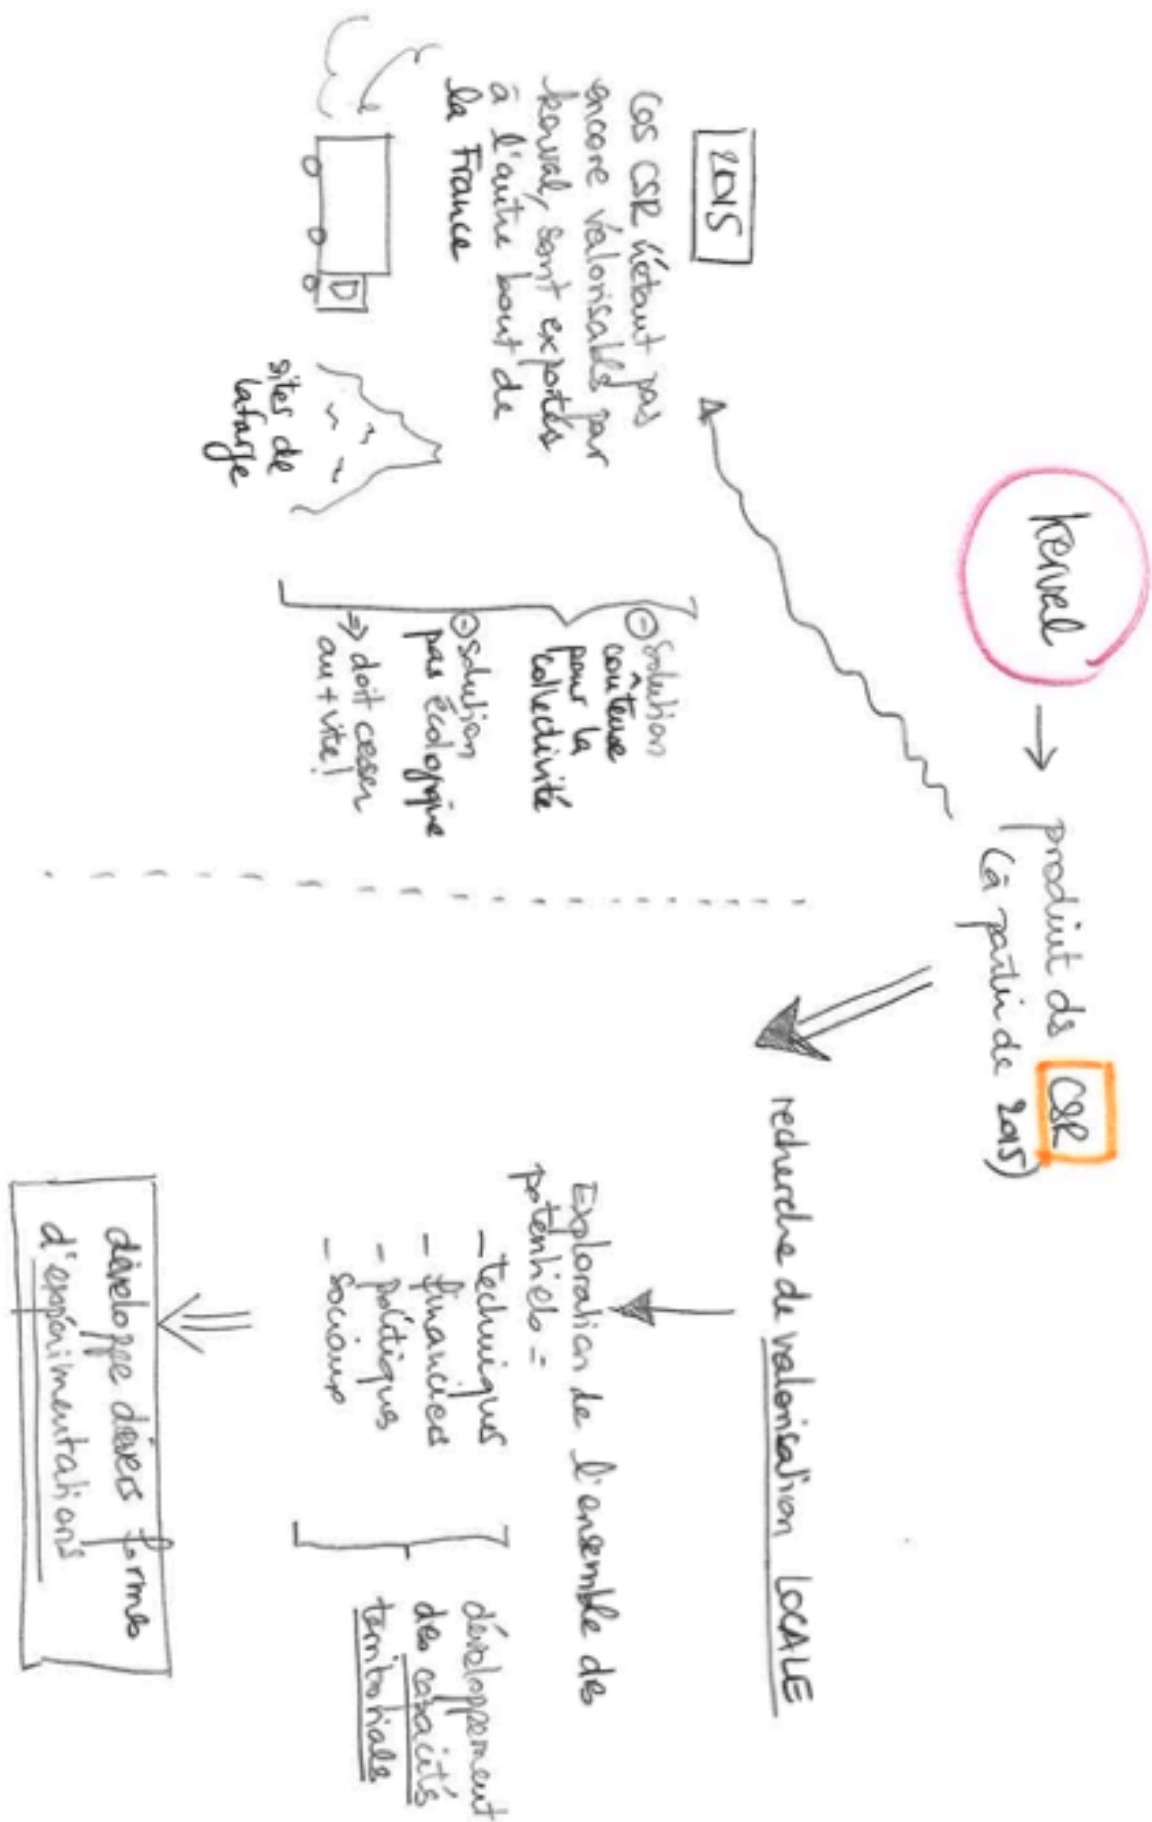 Kerval
produit ds CSR
(à partir de 2015)
2015
Ces CSR n'étant pas
encore valorisables par
kerval, sont exportés
à l'autre bout de
la France
sites de
Lafarge
⊖ solution
coûteuse
pour la
collectivité
⊖ solution
pas écologique
⇒ doit cesser
au + vite!
recherche de valorisation LOCALE
Exploration de l'ensemble des
potentiels =
- techniques
- financiers
- politiques
- sociaux
développement
des capacités
territoriales
développe divers formes
d'expérimentations